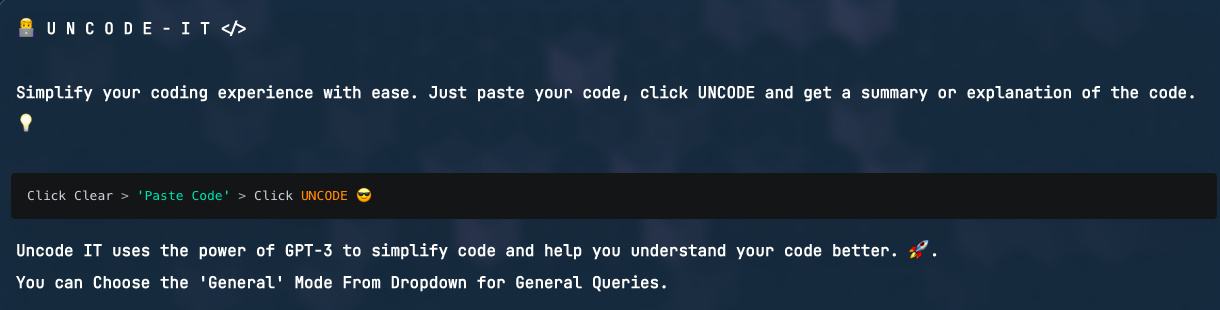 👨‍💻 U N C O D E - I T </>
Simplify your coding experience with ease. Just paste your code, click UNCODE and get a summary or explanation of the code.
💡
Click Clear > 'Paste Code' > Click UNCODE 😎
Uncode IT uses the power of GPT-3 to simplify code and help you understand your code better. 🚀.
You can Choose the 'General' Mode From Dropdown for General Queries.